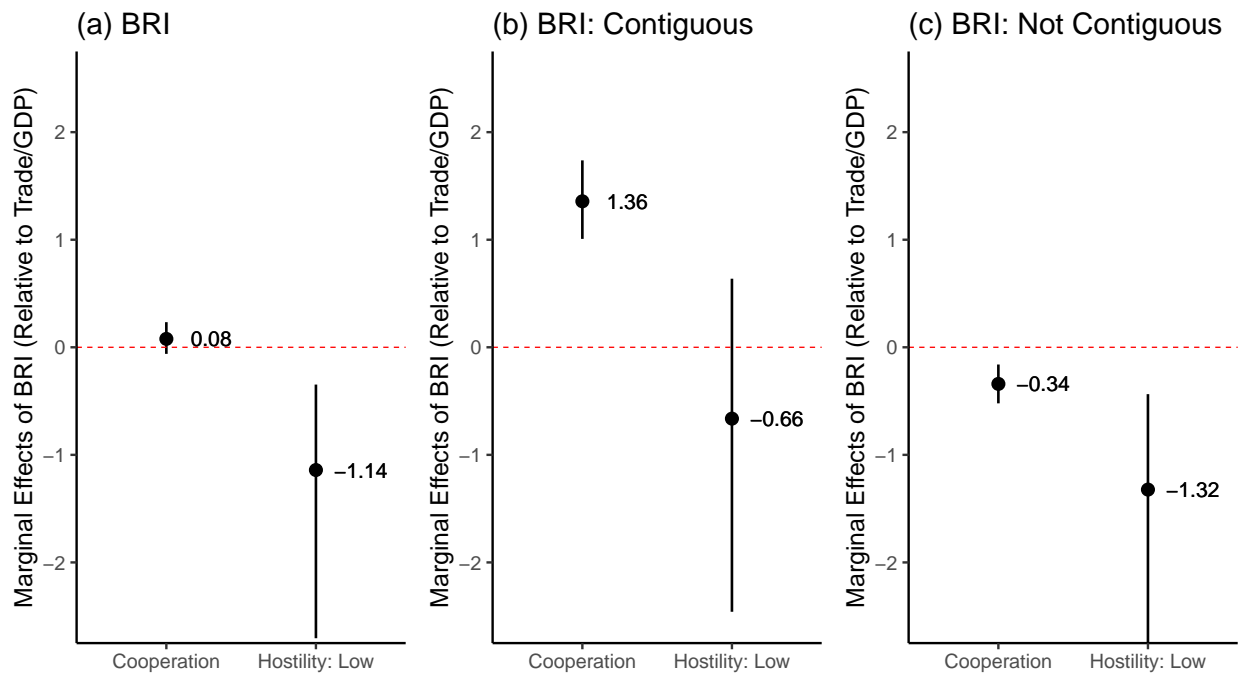 (a) BRI
Marginal Effects of BRI (Relative to Trade/GDP)
2
1
0
−1
−2
0.08
−1.14
Cooperation
Hostility: Low
(b) BRI: Contiguous
Marginal Effects of BRI (Relative to Trade/GDP)
2
1
0
−1
−2
1.36
−0.66
Cooperation
Hostility: Low
(c) BRI: Not Contiguous
Marginal Effects of BRI (Relative to Trade/GDP)
2
1
0
−1
−2
−0.34
−1.32
Cooperation
Hostility: Low